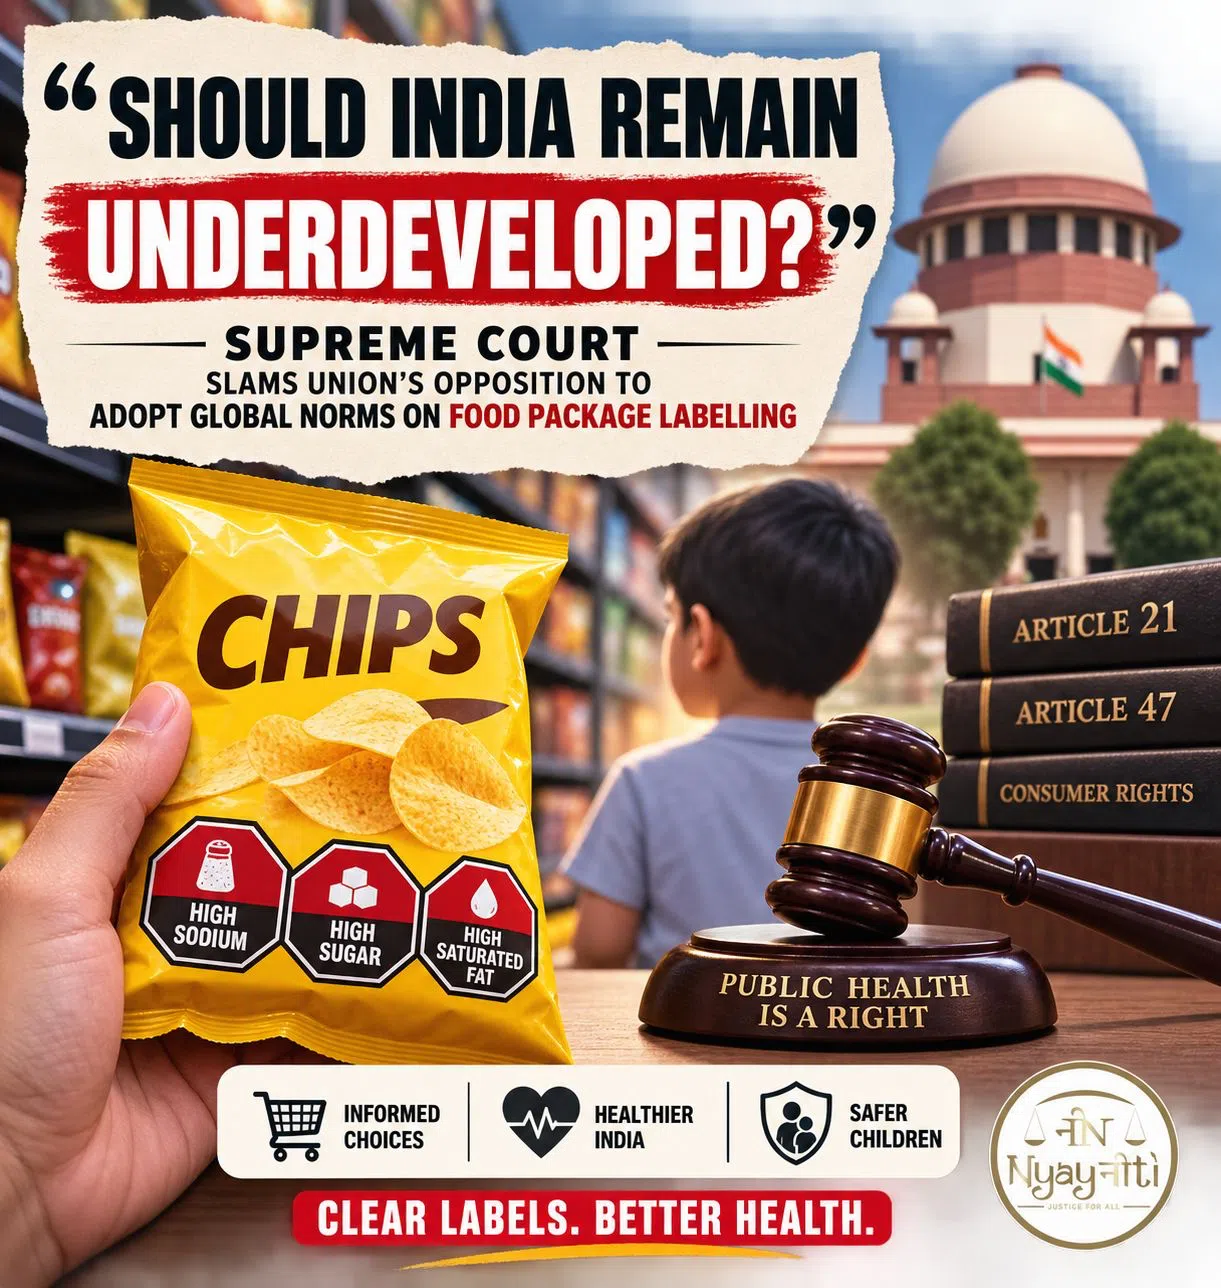 “SHOULD INDIA REMAIN
UNDERDEVELOPED?”
SUPREME COURT
SLAMS UNION’S OPPOSITION TO
ADOPT GLOBAL NORMS ON FOOD PACKAGE LABELLING
CHIPS
HIGH
SODIUM
HIGH
SUGAR
HIGH
SATURATED
FAT
ARTICLE 21
ARTICLE 47
CONSUMER RIGHTS
PUBLIC HEALTH
IS A RIGHT
INFORMED
CHOICES
HEALTHIER
INDIA
SAFER
CHILDREN
CLEAR LABELS. BETTER HEALTH.
नीN
Nyayनीti
JUSTICE FOR ALL